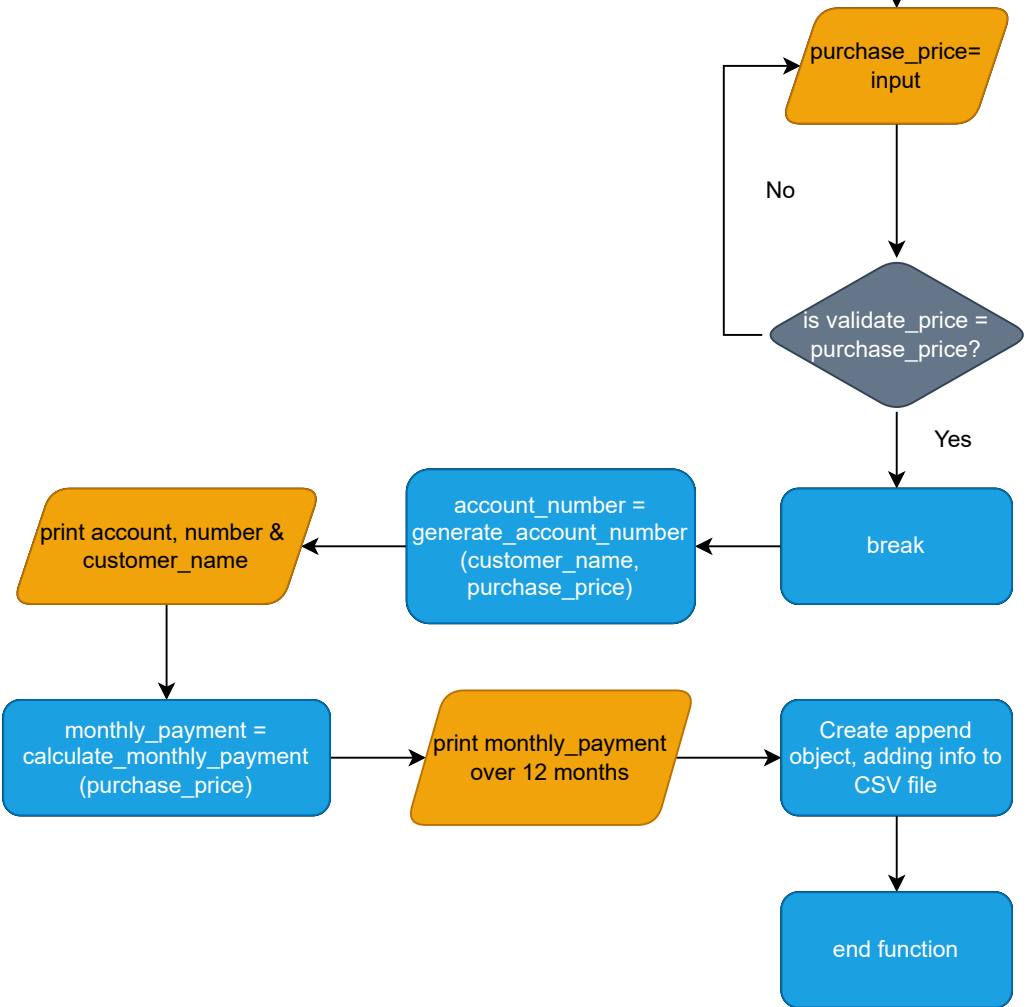 purchase_price=
input
No
is validate_price =
purchase_price?
Yes
break
account_number =
generate_account_number
(customer_name,
purchase_price)
print account, number &
customer_name
monthly_payment =
calculate_monthly_payment
(purchase_price)
print monthly_payment
over 12 months
Create append
object, adding info to
CSV file
end function